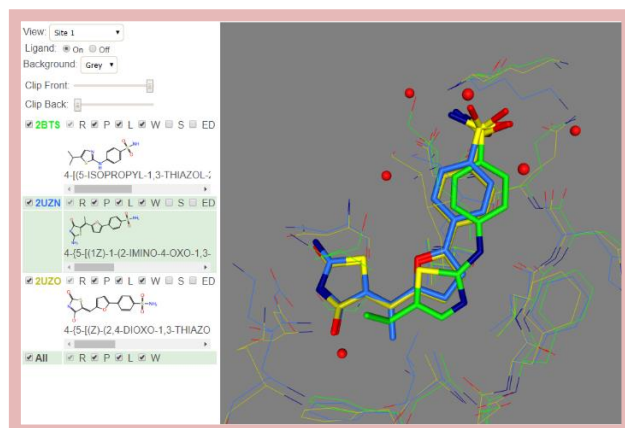 View: Site 1
Ligand: On Off
Background: Grey
Clip Front:
Clip Back:
2BTS R P L W S ED
4-[(5-ISOPROPYL-1,3-THIAZOL-2
2UZN R P L W S ED
4-{5-[(1Z)-1-(2-IMINO-4-OXO-1,3-
2UZO R P L W S ED
4-{5-[(Z)-(2,4-DIOXO-1,3-THIAZO
All R P L W